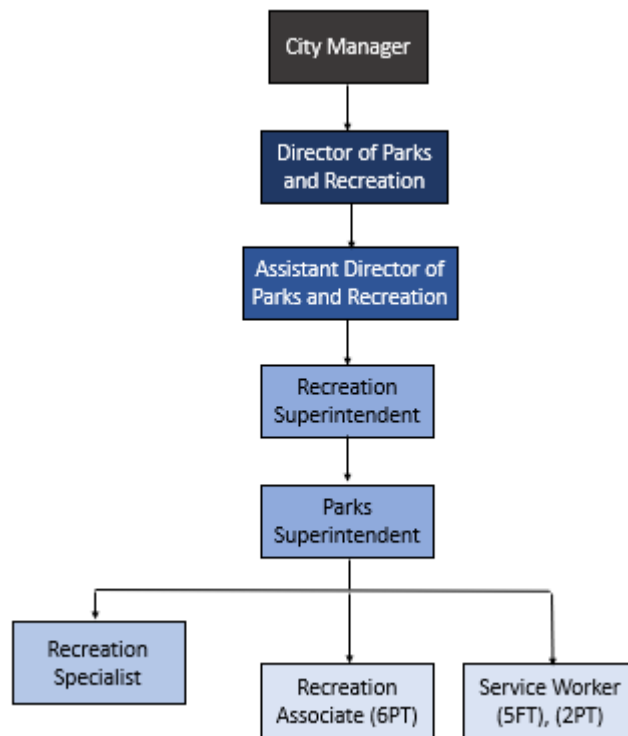 City Manager
Director of Parks
and Recreation
Assistant Director of
Parks and Recreation
Recreation
Superintendent
Parks
Superintendent
Recreation
Specialist
Recreation
Associate (6PT)
Service Worker
(5FT), (2PT)